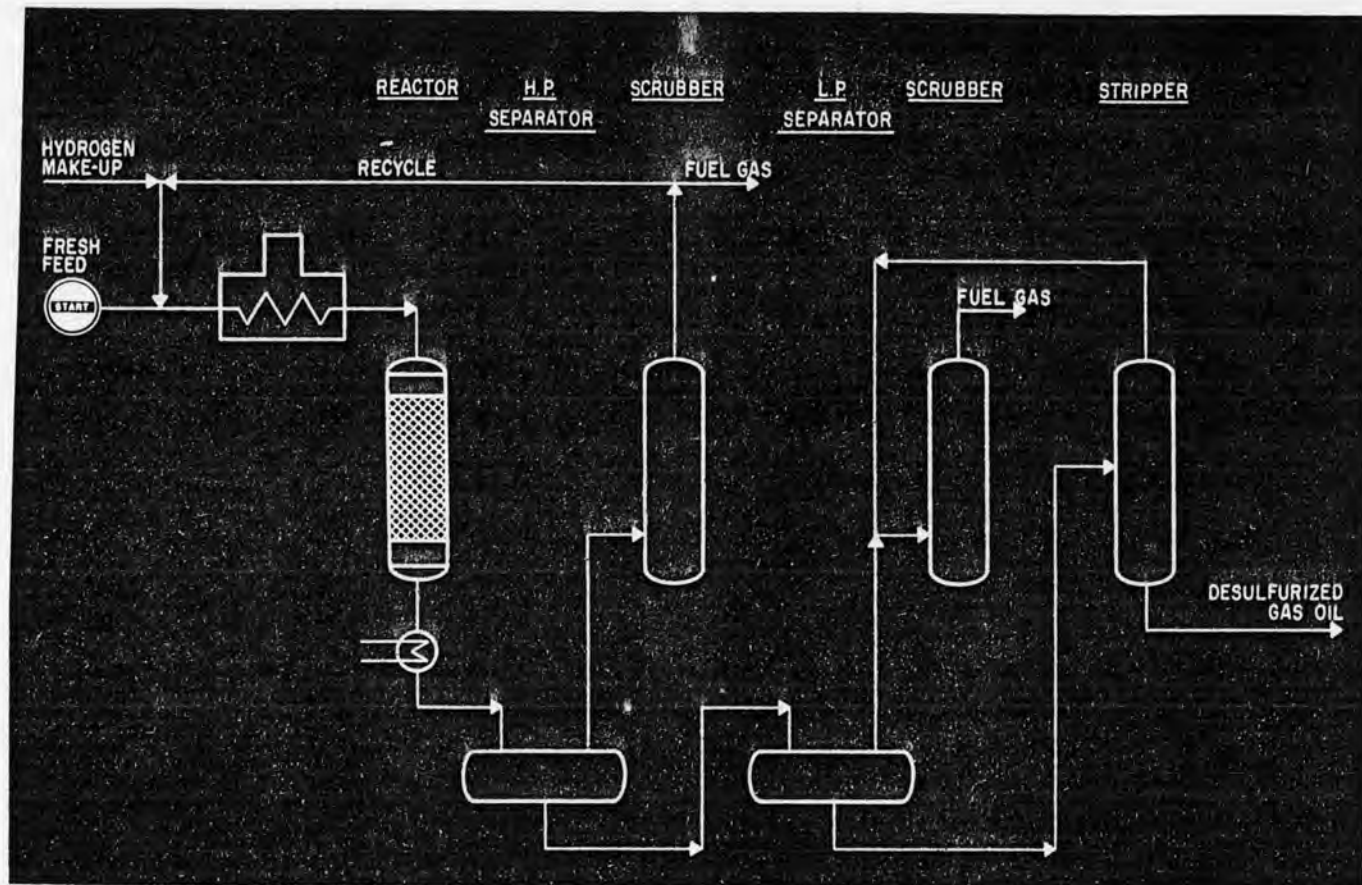 REACTOR
H.P.
SEPARATOR
SCRUBBER
L.P.
SEPARATOR
SCRUBBER
STRIPPER
HYDROGEN
MAKE-UP
RECYCLE
FUEL GAS
FRESH
FEED
START
FUEL GAS
DESULFURIZED
GAS OIL